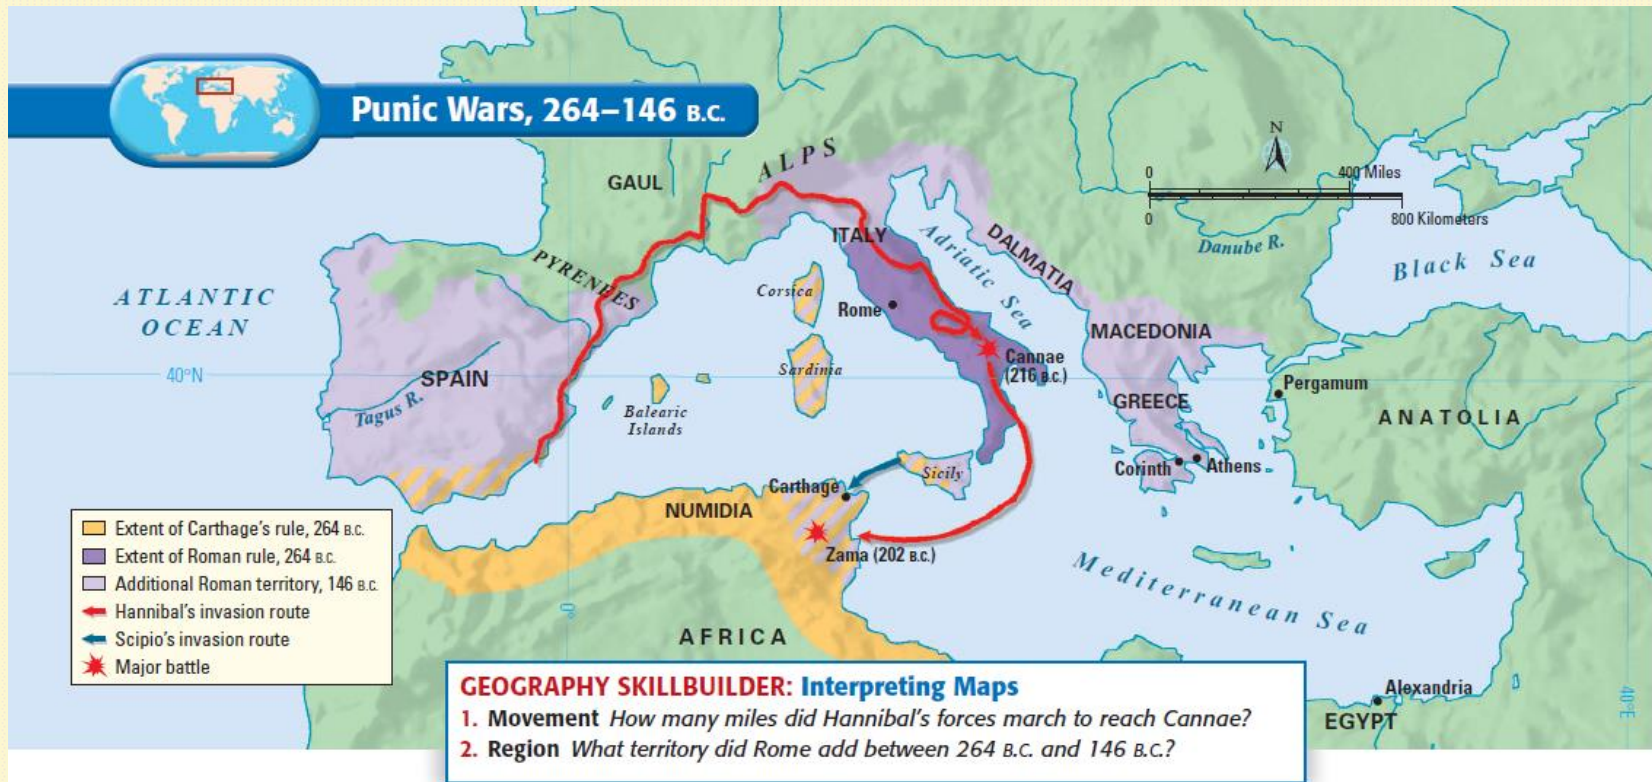 Punic Wars, 264–146 B.C.
ALPS
GAUL
N
0
400 Miles
0
800 Kilometers
ITALY
Adriatic Sea
DALMATIA
Danube R.
Black Sea
PYRENEES
ATLANTIC
OCEAN
Corsica
Rome
MACEDONIA
Cannae
(216 B.C.)
40°N
SPAIN
Sardinia
Pergamum
GREECE
Tagus R.
Balearic
Islands
ANATOLIA
Corinth
Athens
Sicily
Carthage
NUMIDIA
Zama (202 B.C.)
Mediterranean Sea
Extent of Carthage's rule, 264 B.C.
Extent of Roman rule, 264 B.C.
Additional Roman territory, 146 B.C.
Hannibal's invasion route
Scipio's invasion route
Major battle
0°
AFRICA
Alexandria
EGYPT
40°E
GEOGRAPHY SKILLBUILDER: Interpreting Maps
1. Movement How many miles did Hannibal's forces march to reach Cannae?
2. Region What territory did Rome add between 264 B.C. and 146 B.C.?